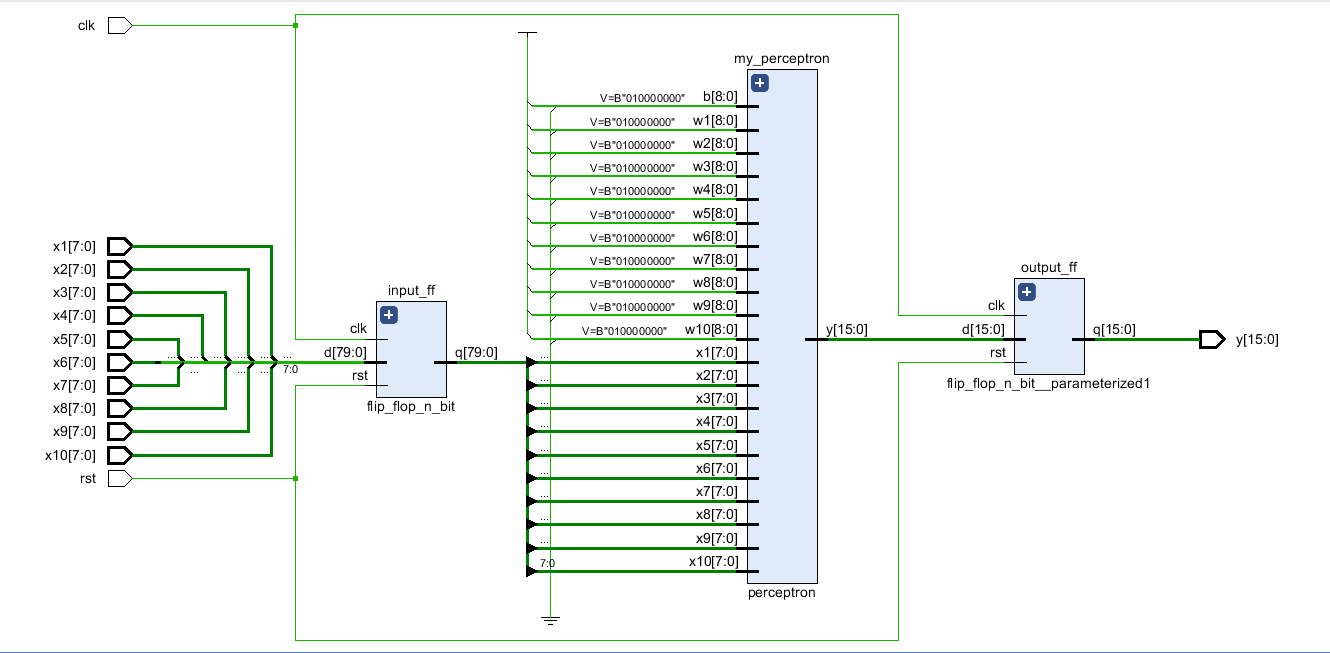 clk
my_perceptron
V=B"010000000" b[8:0]
V=B"010000000" w1[8:0]
V=B"010000000" w2[8:0]
V=B"010000000" w3[8:0]
V=B"010000000" w4[8:0]
V=B"010000000" w5[8:0]
V=B"010000000" w6[8:0]
V=B"010000000" w7[8:0]
V=B"010000000" w8[8:0]
V=B"010000000" w9[8:0]
V=B"010000000" w10[8:0]
... x1[7:0]
... x2[7:0]
... x3[7:0]
... x4[7:0]
... x5[7:0]
... x6[7:0]
... x7[7:0]
... x8[7:0]
... x9[7:0]
7:0 x10[7:0]
y[15:0]
perceptron
x1[7:0]
x2[7:0]
x3[7:0]
x4[7:0]
x5[7:0]
x6[7:0]
x7[7:0]
x8[7:0]
x9[7:0]
x10[7:0]
rst
... ... ... ... ...
... ... ... ... 7:0
input_ff
clk
d[79:0]
rst
q[79:0]
flip_flop_n_bit
output_ff
clk
d[15:0]
rst
q[15:0]
flip_flop_n_bit__parameterized1
y[15:0]